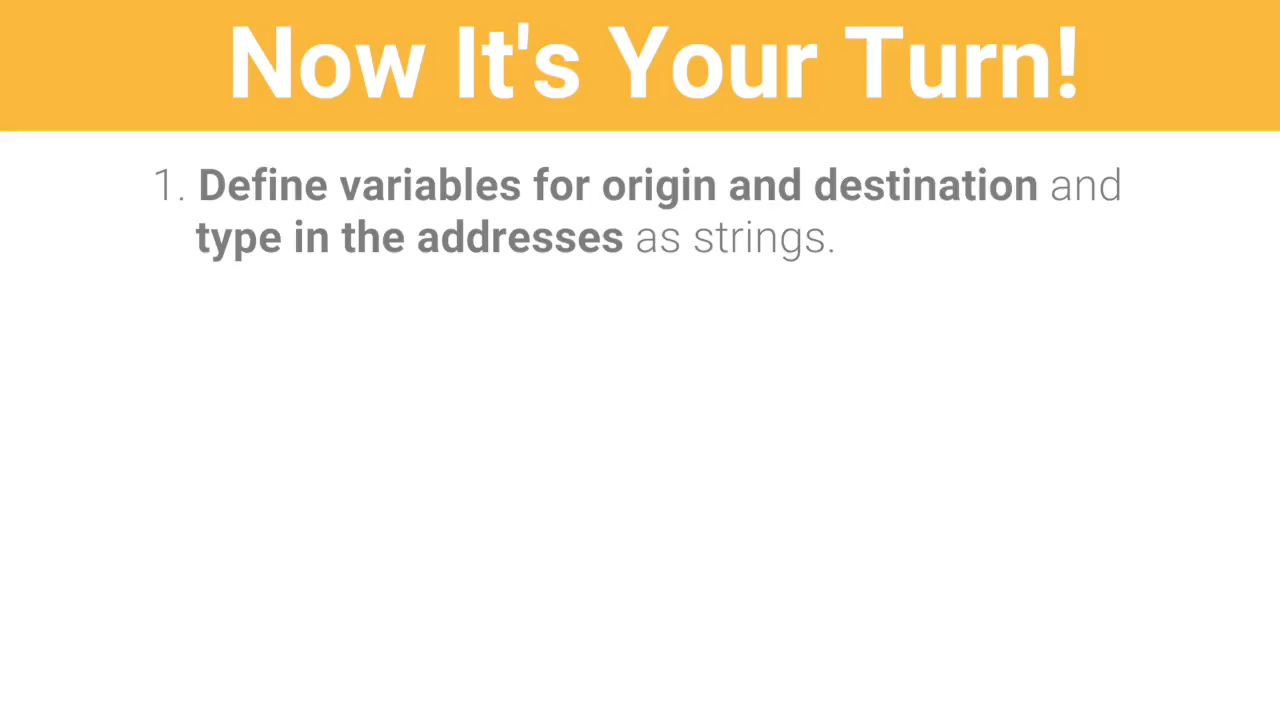 Now It's Your Turn!
1. Define variables for origin and destination and
type in the addresses as strings.